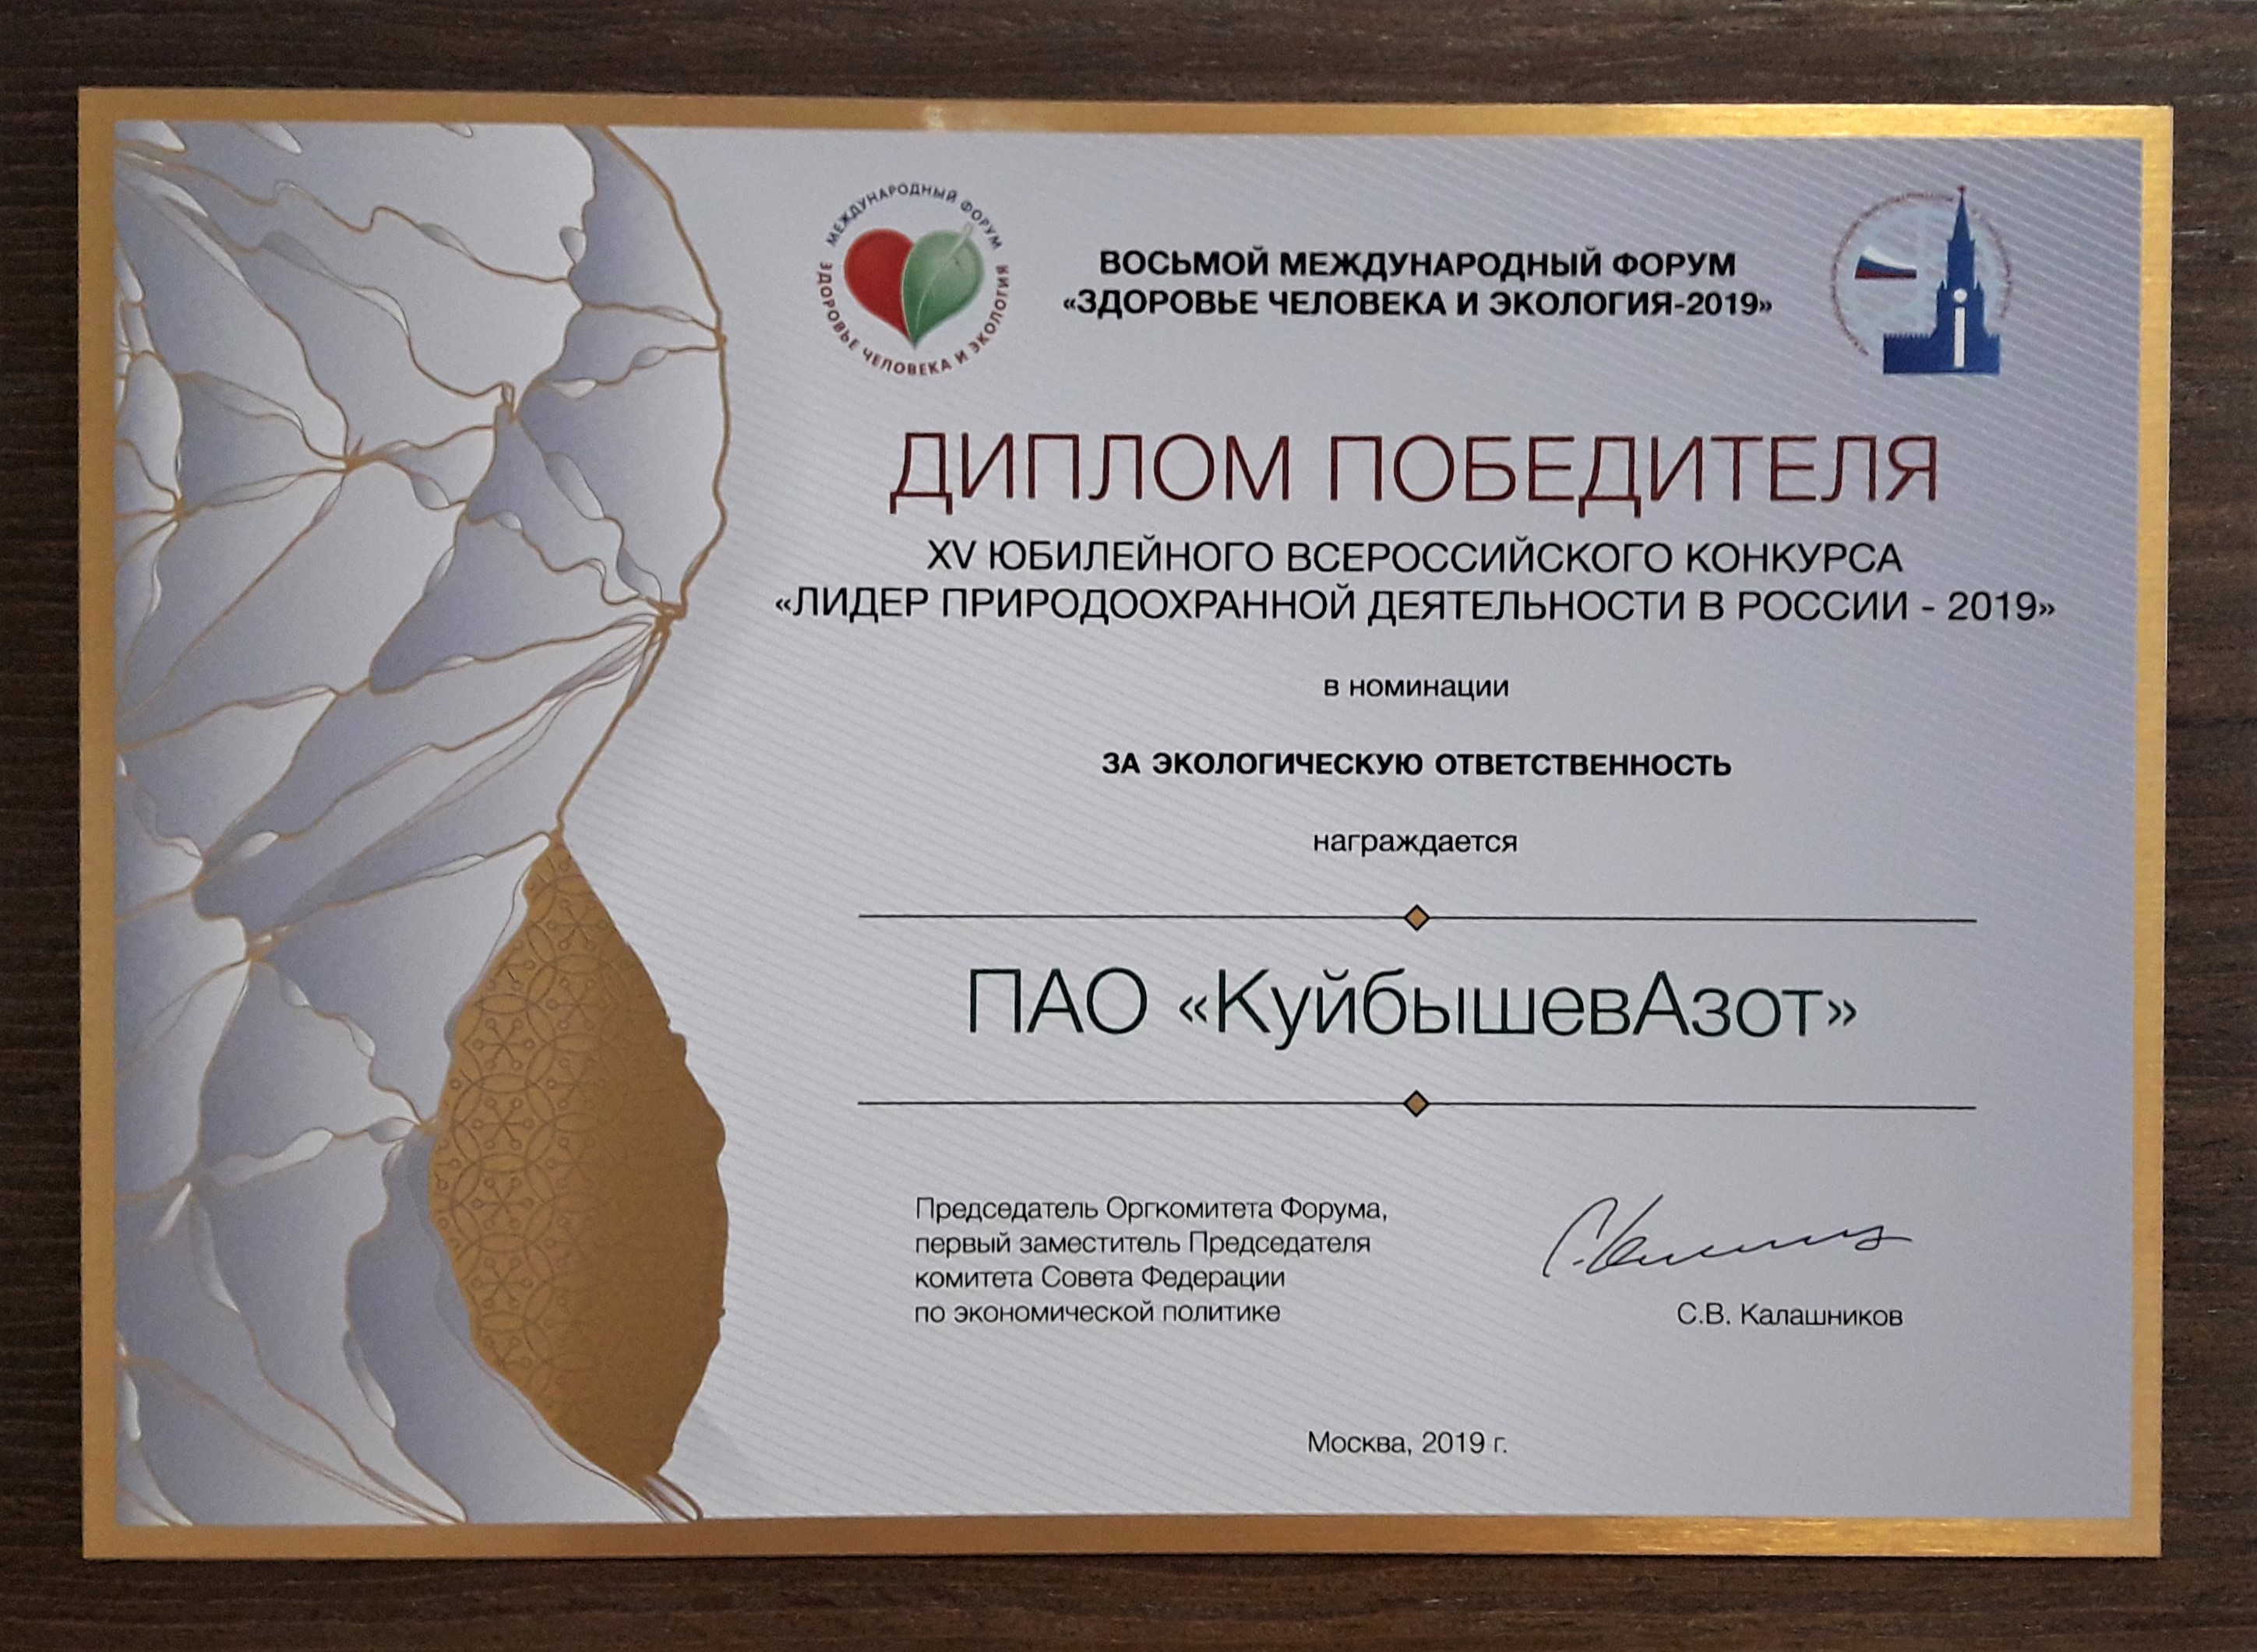 МЕЖДУНАРОДНЫЙ ФОРУМ
ЗДОРОВЬЕ ЧЕЛОВЕКА И ЭКОЛОГИЯ
ВОСЬМОЙ МЕЖДУНАРОДНЫЙ ФОРУМ
«ЗДОРОВЬЕ ЧЕЛОВЕКА И ЭКОЛОГИЯ-2019»
ДИПЛОМ ПОБЕДИТЕЛЯ
XV ЮБИЛЕЙНОГО ВСЕРОССИЙСКОГО КОНКУРСА
«ЛИДЕР ПРИРОДООХРАННОЙ ДЕЯТЕЛЬНОСТИ В РОССИИ - 2019»
в номинации
ЗА ЭКОЛОГИЧЕСКУЮ ОТВЕТСТВЕННОСТЬ
награждается
ПАО «КуйбышевАзот»
Председатель Оргкомитета Форума,
первый заместитель Председателя
комитета Совета Федерации
по экономической политике
С.В. Калашников
Москва, 2019 г.